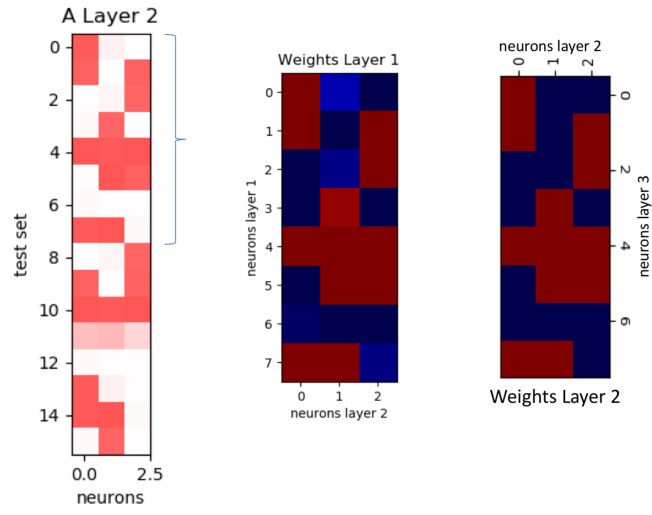 A Layer 2
0
2
4
6
8
10
12
14
test set
0.0 2.5
neurons
Weights Layer 1
0
1
2
3
4
5
6
7
neurons layer 1
0 1 2
neurons layer 2
neurons layer 2
0 1 2
0
2
4
6
neurons layer 3
Weights Layer 2